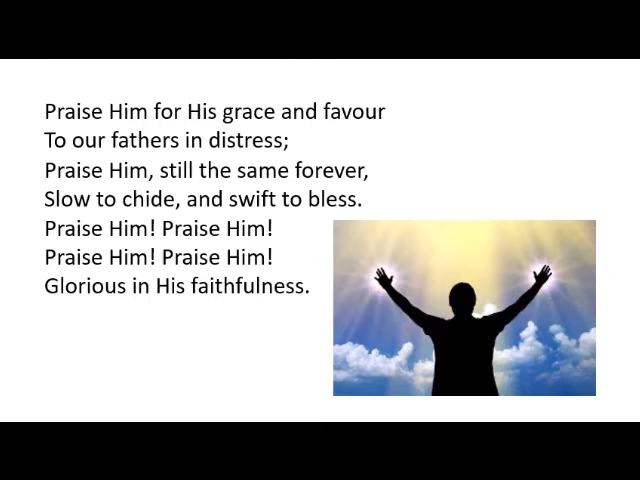 Praise Him for His grace and favour
To our fathers in distress;
Praise Him, still the same forever,
Slow to chide, and swift to bless.
Praise Him! Praise Him!
Praise Him! Praise Him!
Glorious in His faithfulness.